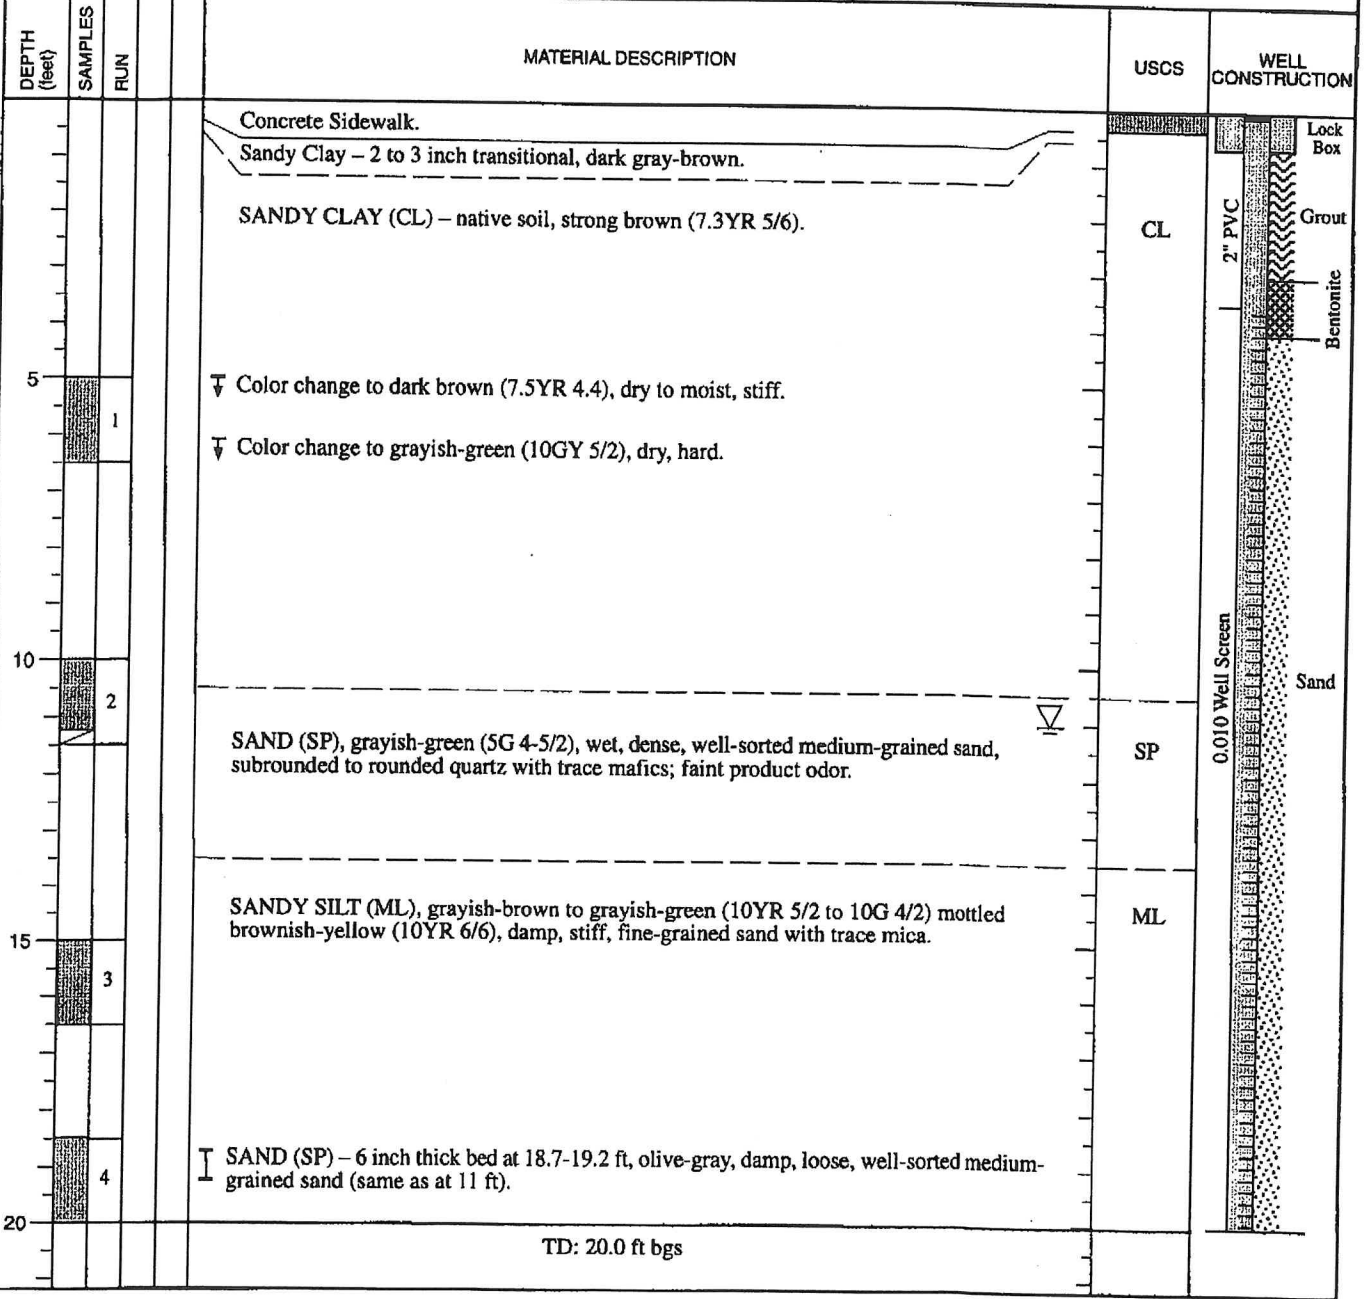 DEPTH
(feet)
SAMPLES
RUN
MATERIAL DESCRIPTION
USCS
WELL
CONSTRUCTION
Concrete Sidewalk.
Lock
Box
Sandy Clay – 2 to 3 inch transitional, dark gray-brown.
SANDY CLAY (CL) – native soil, strong brown (7.3YR 5/6).
CL
2" PVC
Grout
Bentonite
5
Color change to dark brown (7.5YR 4.4), dry to moist, stiff.
1
Color change to grayish-green (10GY 5/2), dry, hard.
10
2
0.010 Well Screen
Sand
SAND (SP), grayish-green (5G 4-5/2), wet, dense, well-sorted medium-grained sand,
subrounded to rounded quartz with trace mafics; faint product odor.
SP
SANDY SILT (ML), grayish-brown to grayish-green (10YR 5/2 to 10G 4/2) mottled
brownish-yellow (10YR 6/6), damp, stiff, fine-grained sand with trace mica.
ML
15
3
SAND (SP) – 6 inch thick bed at 18.7-19.2 ft, olive-gray, damp, loose, well-sorted medium-
grained sand (same as at 11 ft).
4
20
TD: 20.0 ft bgs